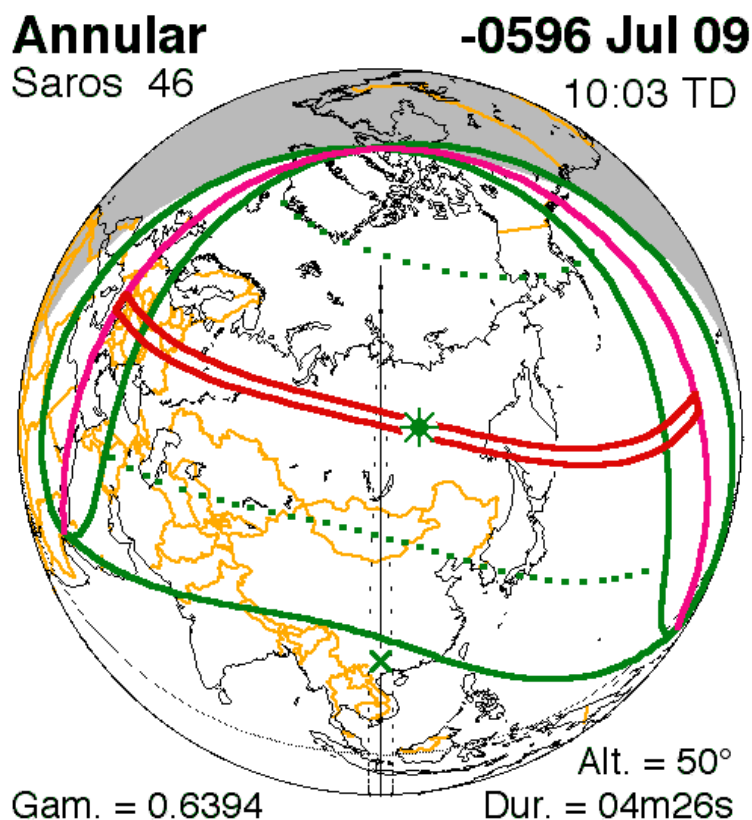 Annular -0596 Jul 09
Saros 46 10:03 TD
Alt. = 50°
Gam. = 0.6394 Dur. = 04m26s